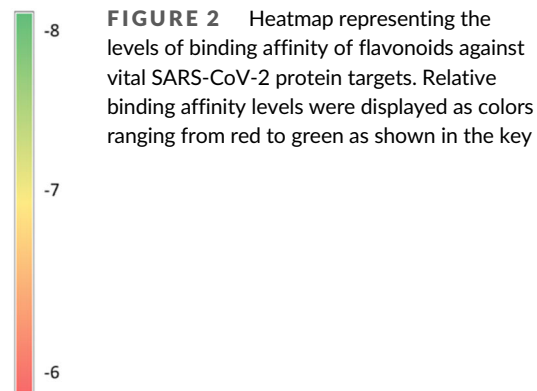 -8
-7
-6
FIGURE 2 Heatmap representing the
levels of binding affinity of flavonoids against
vital SARS-CoV-2 protein targets. Relative
binding affinity levels were displayed as colors
ranging from red to green as shown in the key